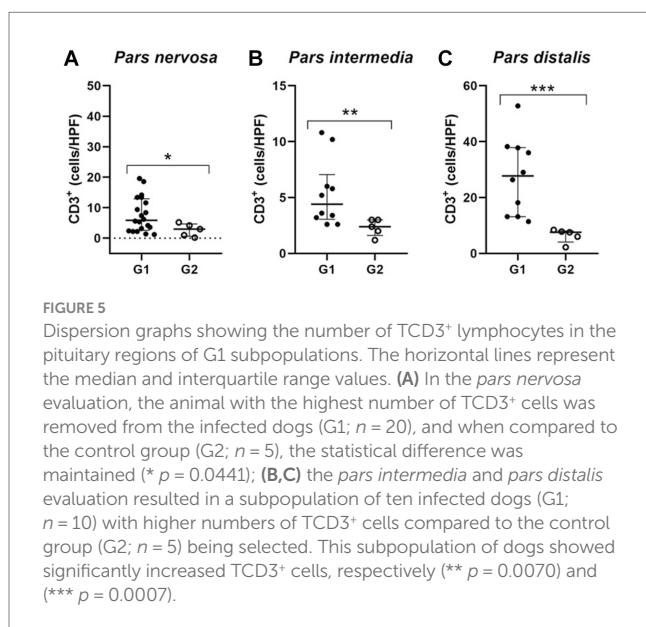 A Pars nervosa
B Pars intermedia
C Pars distalis
CD3⁺ (cells/HPF)
50
40
30
20
10
0
*
G1 G2
CD3⁺ (cells/HPF)
15
10
5
0
**
G1 G2
CD3⁺ (cells/HPF)
60
40
20
0
***
G1 G2
FIGURE 5
Dispersion graphs showing the number of TCD3⁺ lymphocytes in the
pituitary regions of G1 subpopulations. The horizontal lines represent
the median and interquartile range values. (A) In the pars nervosa
evaluation, the animal with the highest number of TCD3⁺ cells was
removed from the infected dogs (G1; n = 20), and when compared to
the control group (G2; n = 5), the statistical difference was
maintained (* p = 0.0441); (B,C) the pars intermedia and pars distalis
evaluation resulted in a subpopulation of ten infected dogs (G1;
n = 10) with higher numbers of TCD3⁺ cells compared to the control
group (G2; n = 5) being selected. This subpopulation of dogs showed
significantly increased TCD3⁺ cells, respectively (** p = 0.0070) and
(*** p = 0.0007).